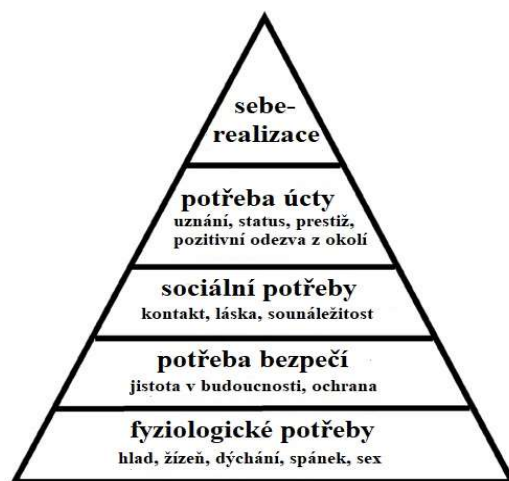 sebe-
realizace
potřeba úcty
uznání, status, prestiž,
pozitivní odezva z okolí
sociální potřeby
kontakt, láska, sounáležitost
potřeba bezpečí
jistota v budoucnosti, ochrana
fyziologické potřeby
hlad, žízeň, dýchání, spánek, sex